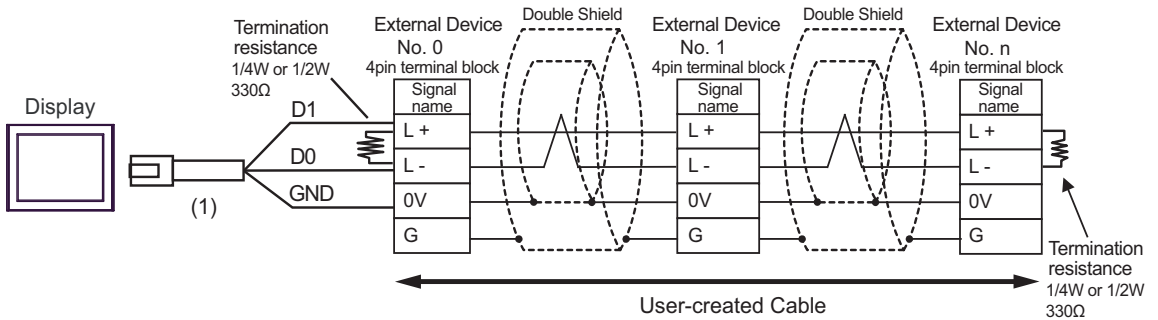 Double Shield
Double Shield
Termination
resistance
1/4W or 1/2W
330Ω
External Device
No. 0
4pin terminal block
External Device
No. 1
4pin terminal block
External Device
No. n
4pin terminal block
Display
D1
D0
GND
(1)
Signal
name
L +
L -
0V
G
Signal
name
L +
L -
0V
G
Signal
name
L +
L -
0V
G
Termination
resistance
1/4W or 1/2W
330Ω
User-created Cable